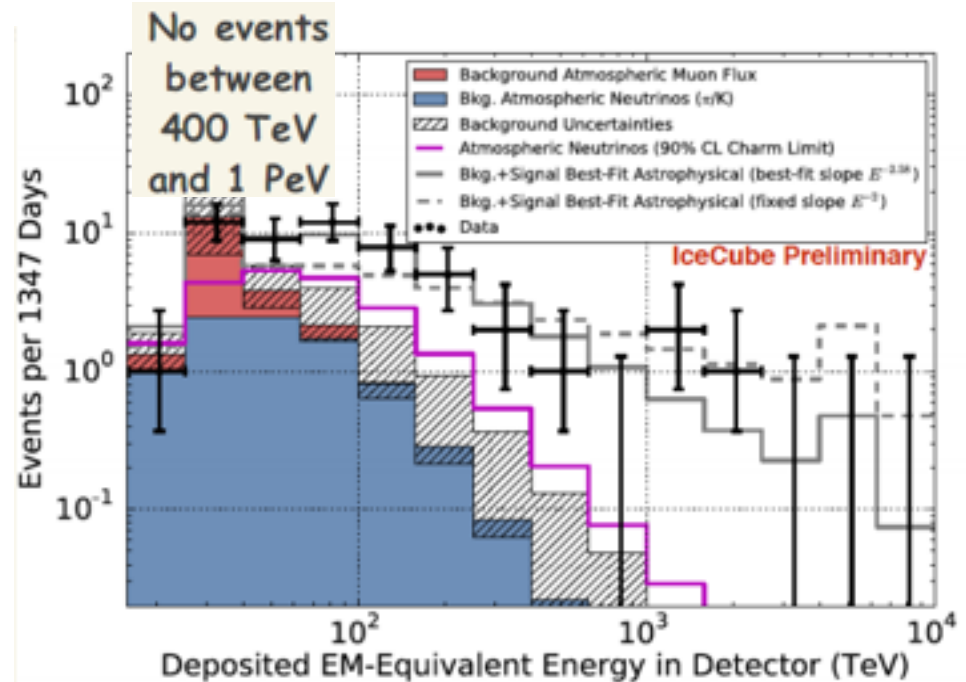 No events
between
400 TeV
and 1 PeV
Background Atmospheric Muon Flux
Bkg. Atmospheric Neutrinos (π/K)
Background Uncertainties
Atmospheric Neutrinos (90% CL Charm Limit)
Bkg.+Signal Best-Fit Astrophysical (best-fit slope E⁻²·⁵⁸)
Bkg.+Signal Best-Fit Astrophysical (fixed slope E⁻²)
Data
IceCube Preliminary
Events per 1347 Days
10²
10¹
10⁰
10⁻¹
10² 10³ 10⁴
Deposited EM-Equivalent Energy in Detector (TeV)